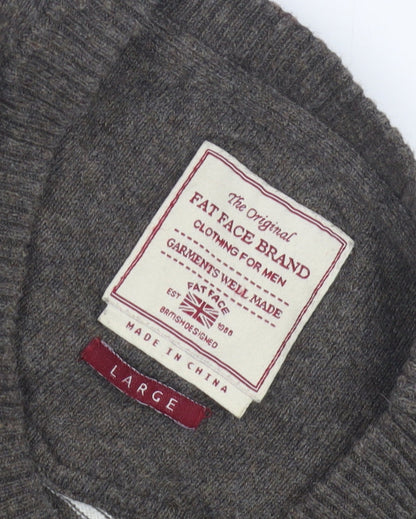 The Original
FAT FACE BRAND
CLOTHING FOR MEN
GARMENTS WELL MADE
FAT FACE
EST 1988
BRITISH DESIGNED
MADE IN CHINA
LARGE